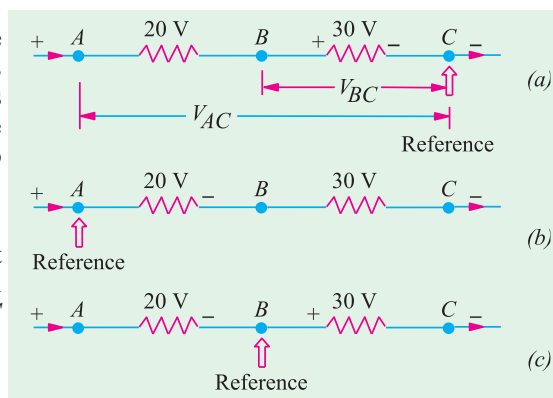 20 V 30 V
+ A B + − C −
V_BC (a)
V_AC
Reference
20 V 30 V
+ A − B C −
(b)
Reference
20 V 30 V
+ A − B + C −
(c)
Reference